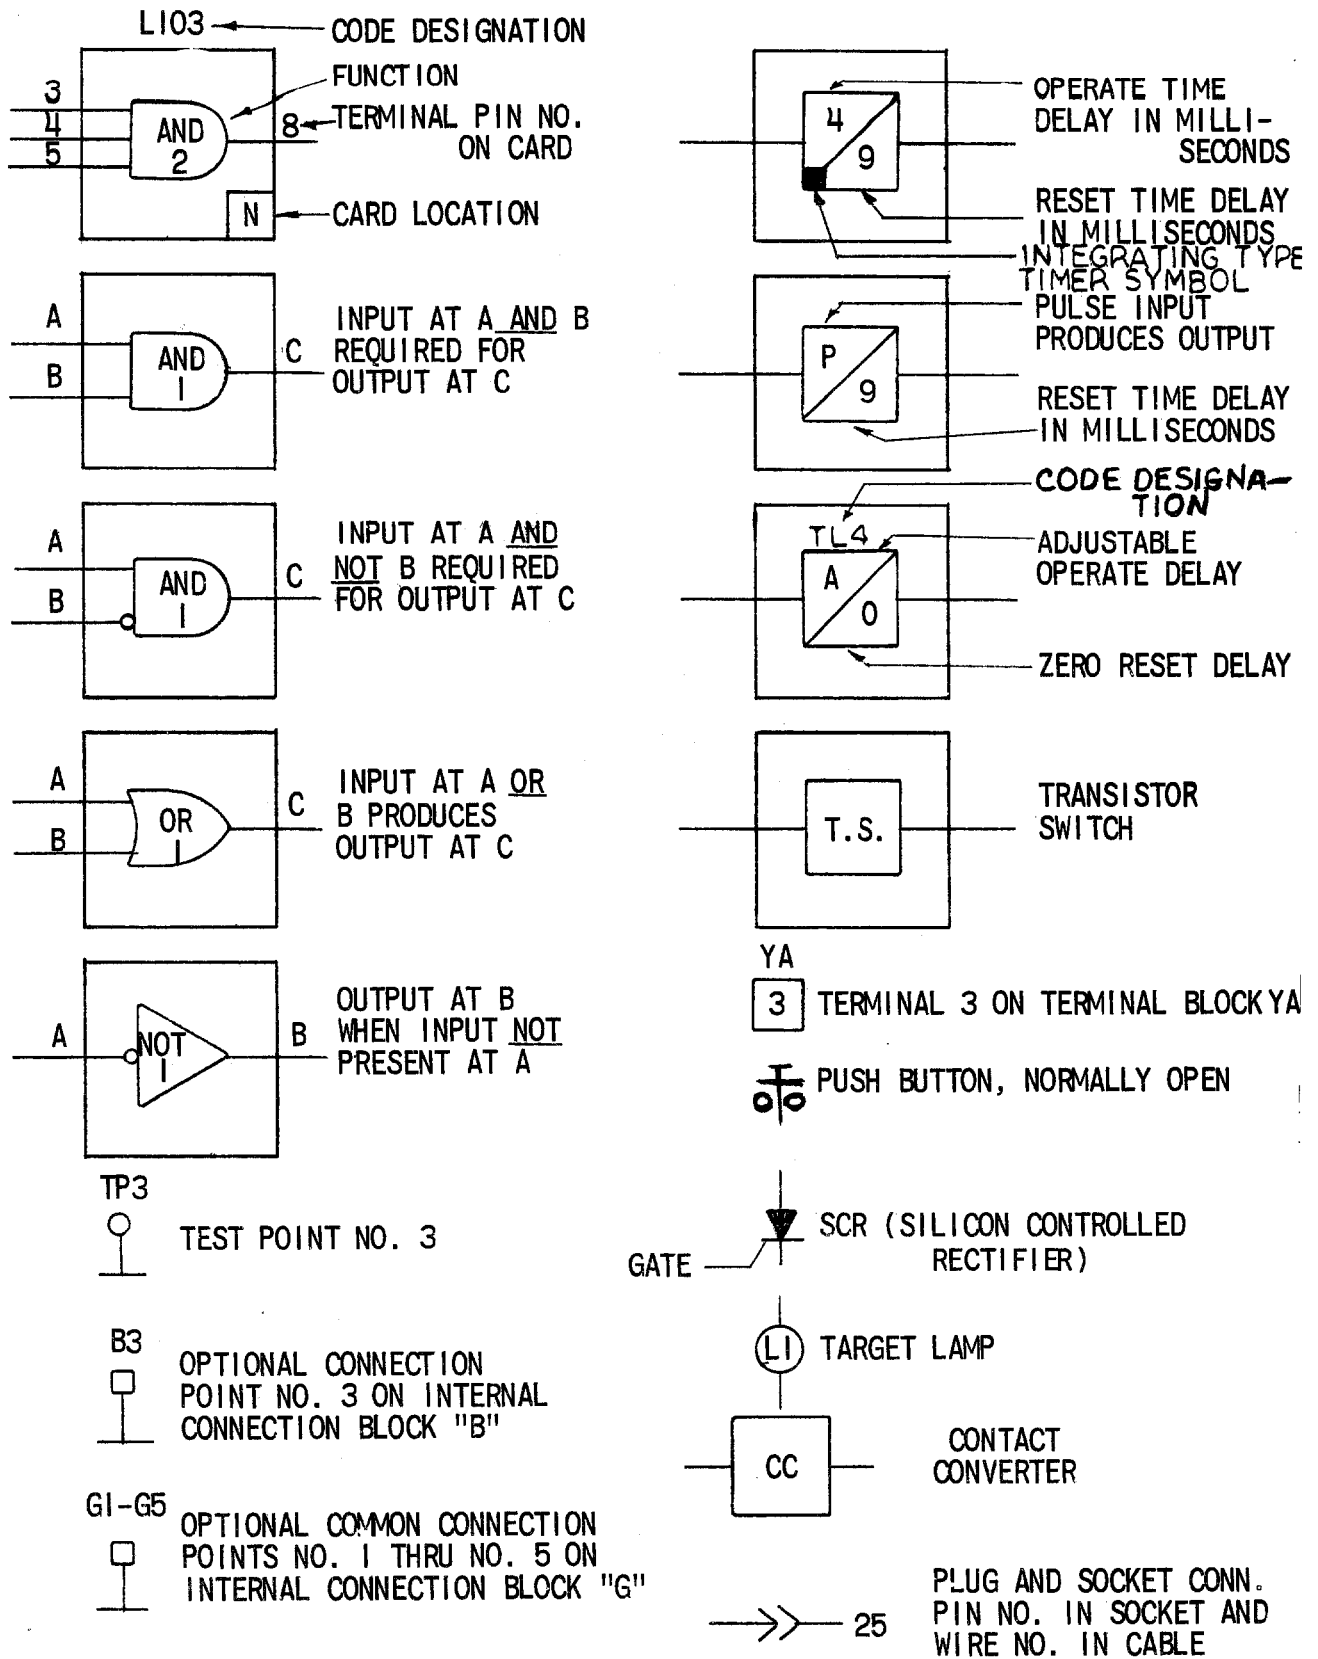 L103
CODE DESIGNATION
FUNCTION
3
4
5
AND
2
8
TERMINAL PIN NO.
ON CARD
N
CARD LOCATION
A
B
AND
1
C
INPUT AT A AND B
REQUIRED FOR
OUTPUT AT C
A
B
AND
1
C
INPUT AT A AND
NOT B REQUIRED
FOR OUTPUT AT C
A
B
OR
1
C
INPUT AT A OR
B PRODUCES
OUTPUT AT C
A
NOT
1
B
OUTPUT AT B
WHEN INPUT NOT
PRESENT AT A
TP3
TEST POINT NO. 3
B3
OPTIONAL CONNECTION
POINT NO. 3 ON INTERNAL
CONNECTION BLOCK "B"
G1-G5
OPTIONAL COMMON CONNECTION
POINTS NO. 1 THRU NO. 5 ON
INTERNAL CONNECTION BLOCK "G"
4
9
OPERATE TIME
DELAY IN MILLI-
SECONDS
RESET TIME DELAY
IN MILLISECONDS
INTEGRATING TYPE
TIMER SYMBOL
P
9
PULSE INPUT
PRODUCES OUTPUT
RESET TIME DELAY
IN MILLISECONDS
CODE DESIGNA-
TION
TL4
A
0
ADJUSTABLE
OPERATE DELAY
ZERO RESET DELAY
T.S.
TRANSISTOR
SWITCH
YA
3
TERMINAL 3 ON TERMINAL BLOCK YA
PUSH BUTTON, NORMALLY OPEN
GATE
SCR (SILICON CONTROLLED
RECTIFIER)
L1
TARGET LAMP
CC
CONTACT
CONVERTER
25
PLUG AND SOCKET CONN.
PIN NO. IN SOCKET AND
WIRE NO. IN CABLE